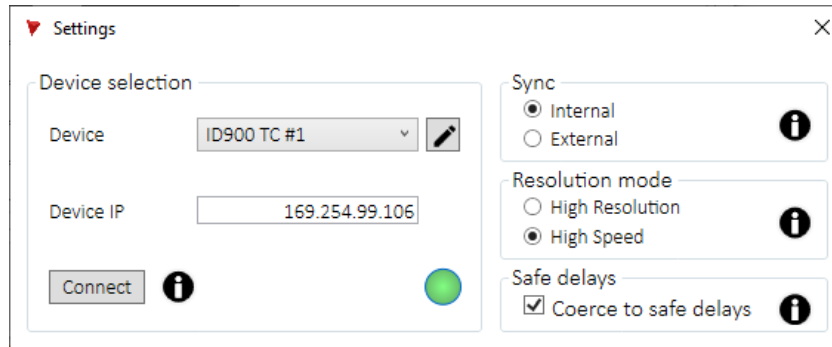 Settings
Device selection
Device
ID900 TC #1
Device IP
169.254.99.106
Connect
Sync
Internal
External
Resolution mode
High Resolution
High Speed
Safe delays
Coerce to safe delays